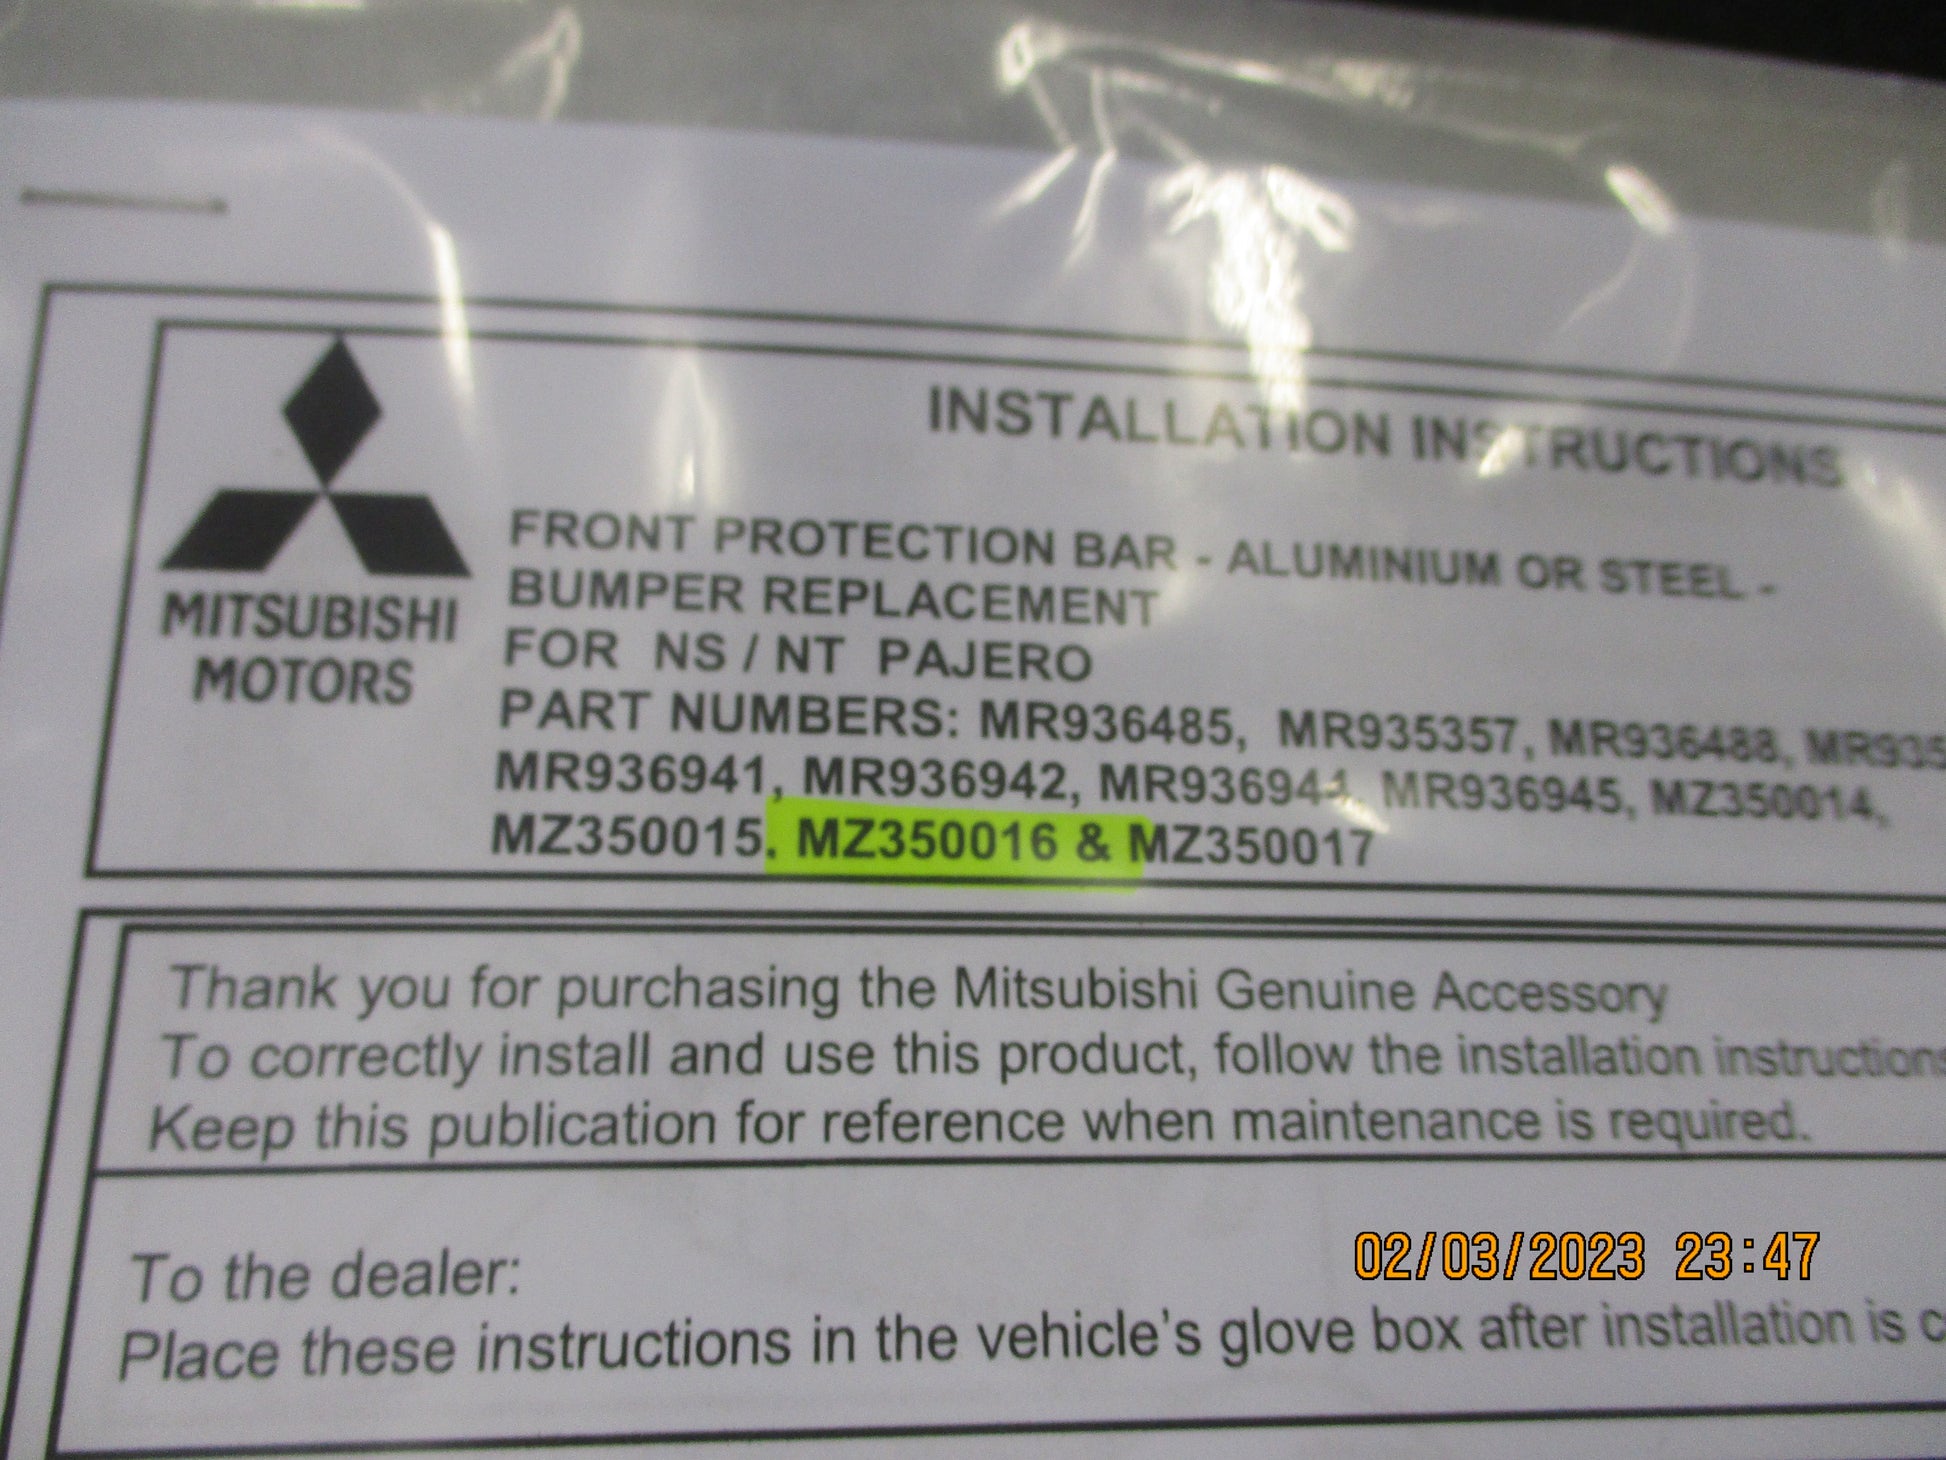 INSTALLATION INSTRUCTIONS
FRONT PROTECTION BAR - ALUMINIUM OR STEEL -
BUMPER REPLACEMENT
FOR NS / NT PAJERO
PART NUMBERS: MR936485, MR935357, MR936488, MR935
MR936941, MR936942, MR936944, MR936945, MZ350014,
MZ350015, MZ350016 & MZ350017
MITSUBISHI
MOTORS
Thank you for purchasing the Mitsubishi Genuine Accessory
To correctly install and use this product, follow the installation instructions
Keep this publication for reference when maintenance is required.
To the dealer:
Place these instructions in the vehicle's glove box after installation is c
02/03/2023 23:47